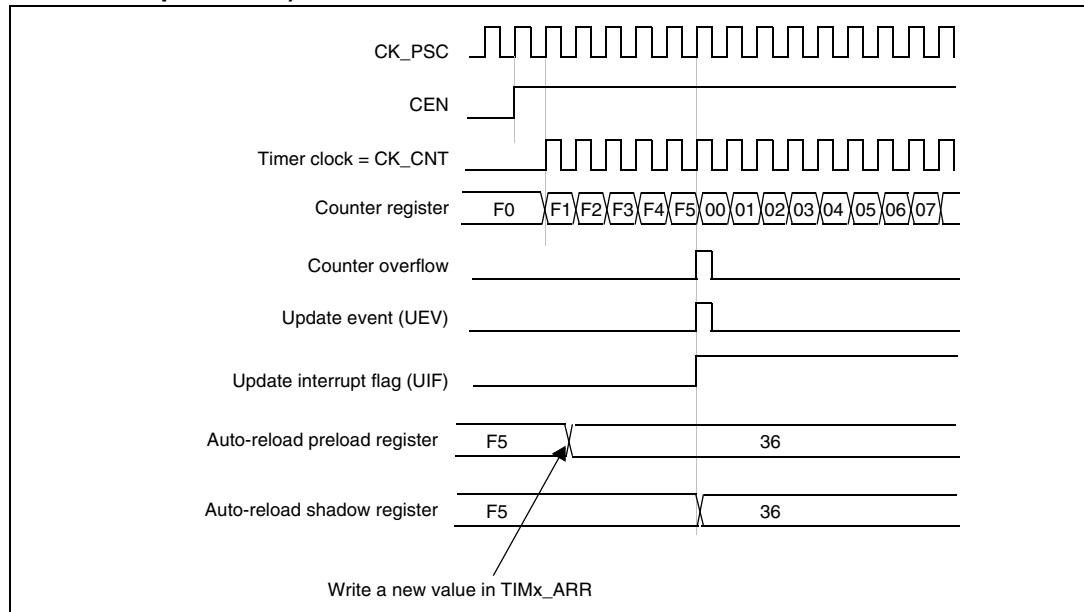 CK_PSC
CEN
Timer clock = CK_CNT
Counter register F0 F1 F2 F3 F4 F5 00 01 02 03 04 05 06 07
Counter overflow
Update event (UEV)
Update interrupt flag (UIF)
Auto-reload preload register F5 36
Auto-reload shadow register F5 36
Write a new value in TIMx_ARR